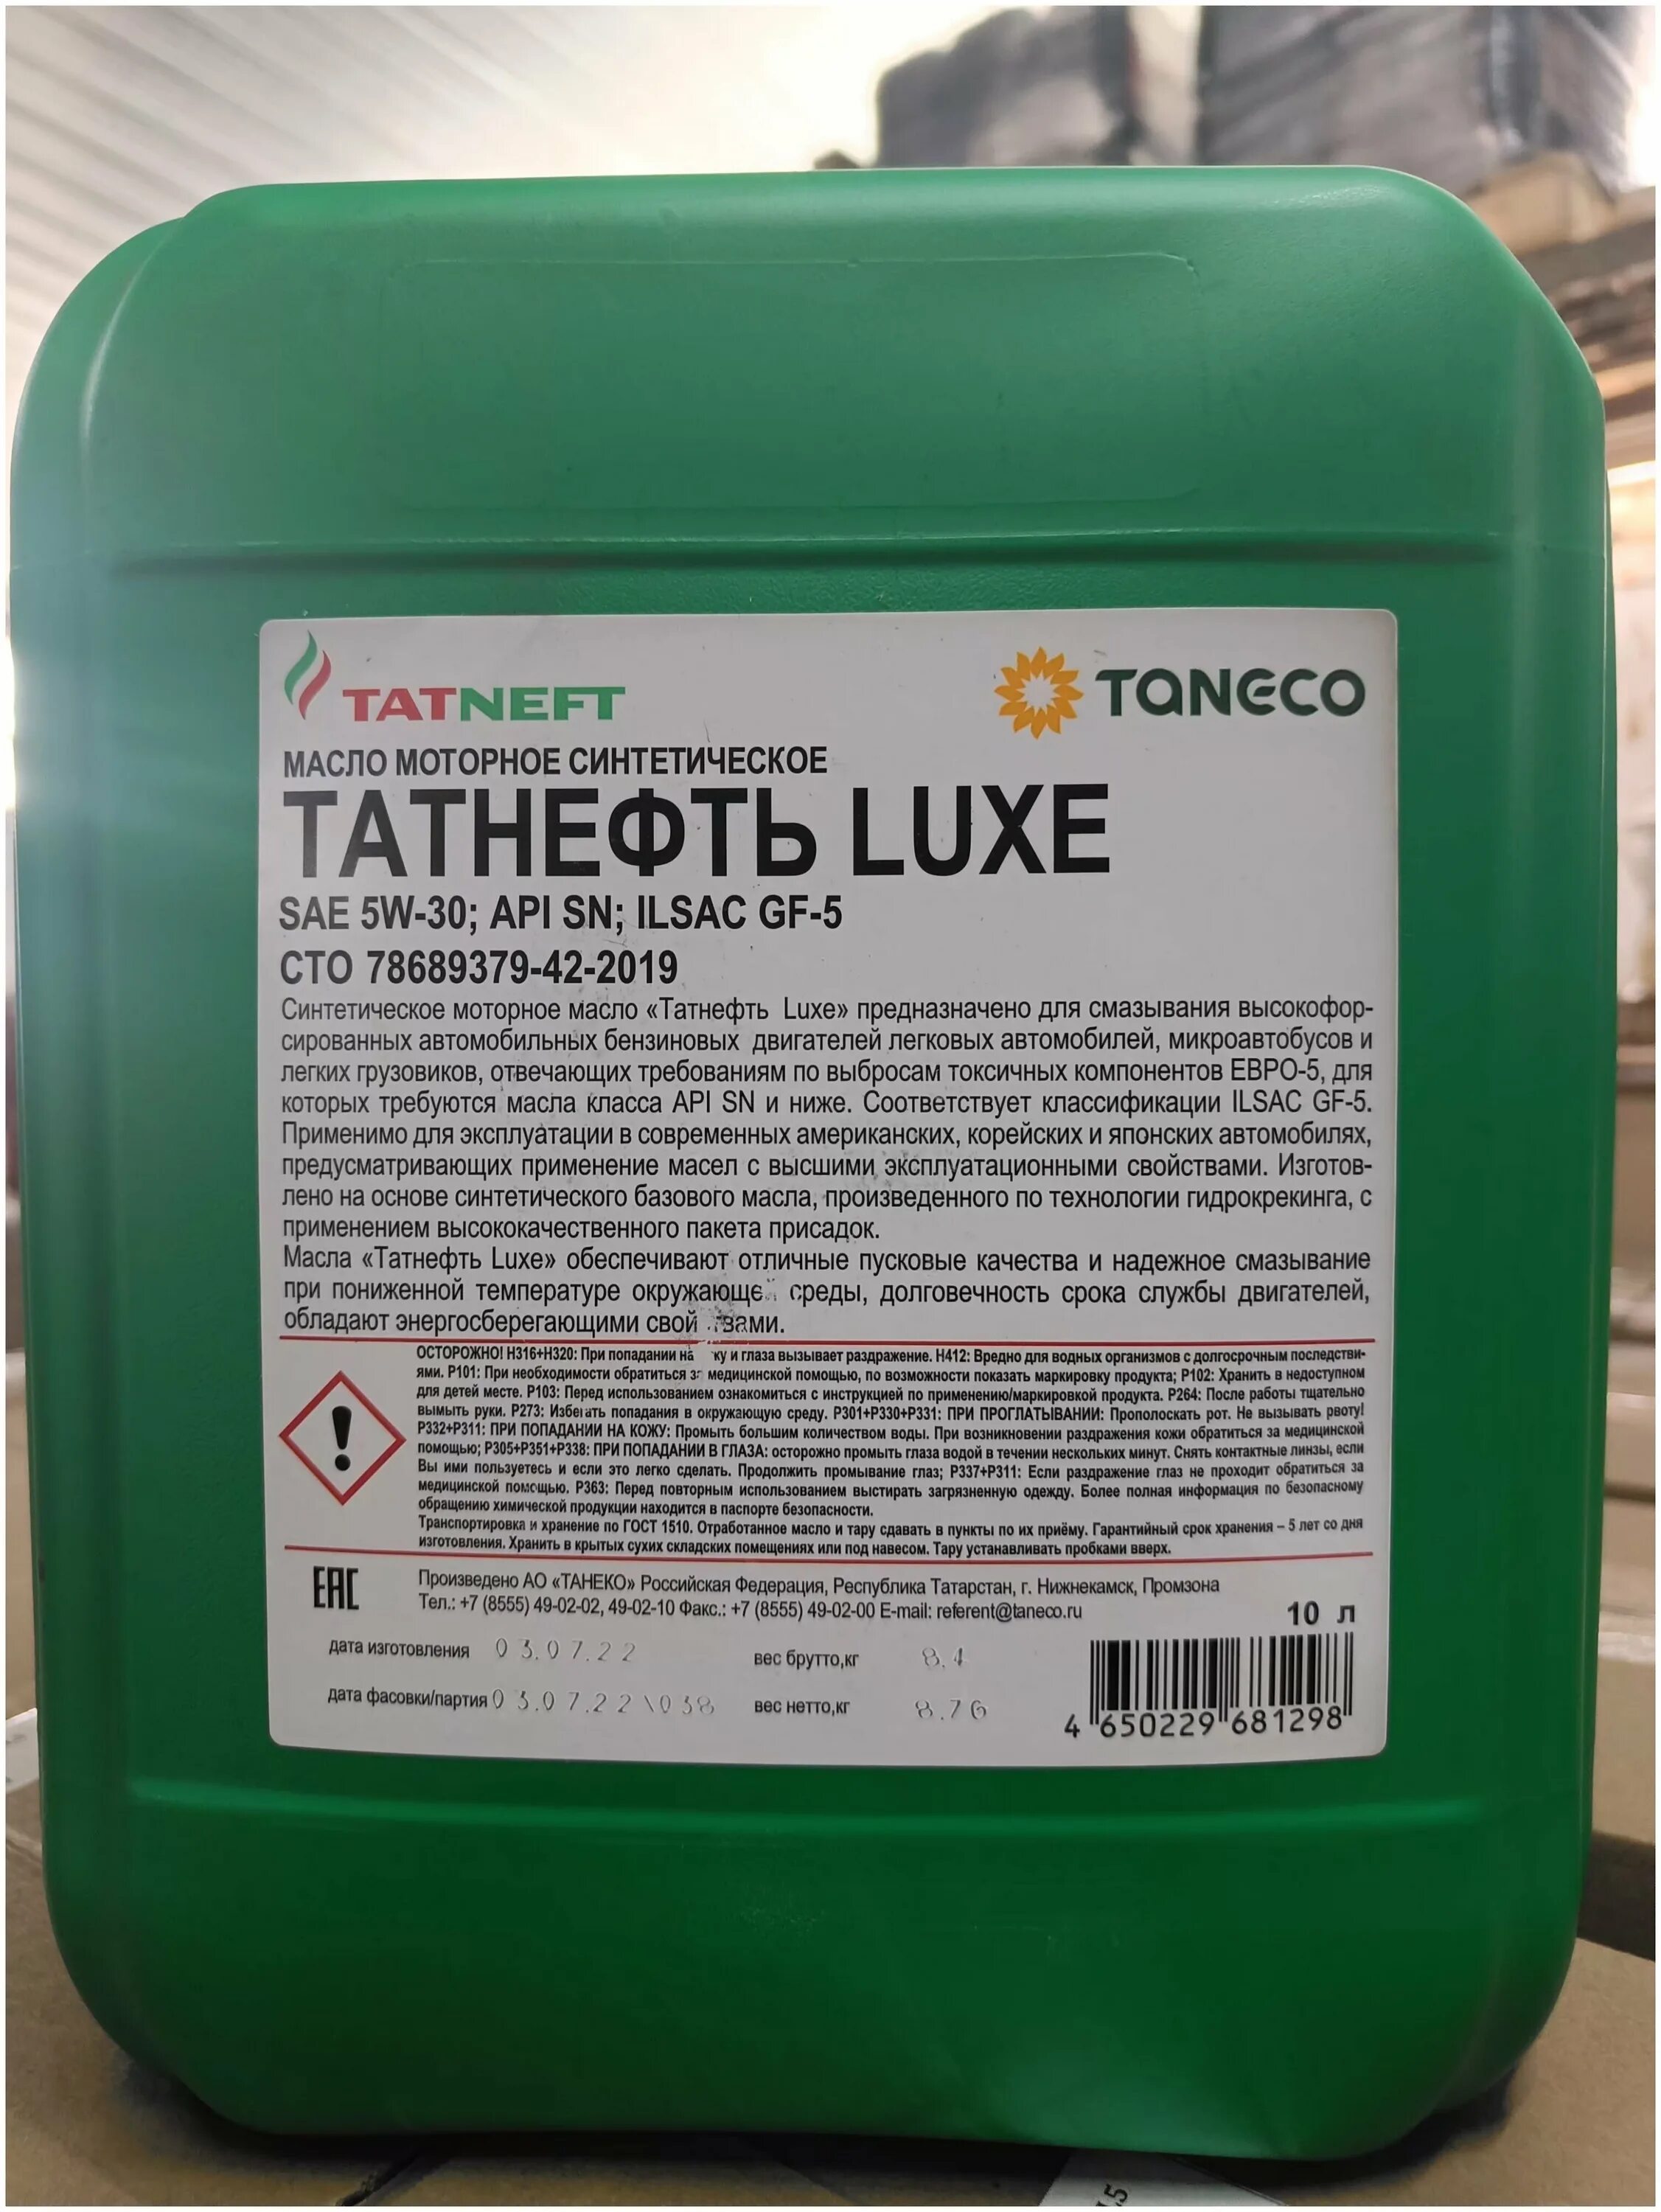 TATNEFT
TANECO
МАСЛО МОТОРНОЕ СИНТЕТИЧЕСКОЕ
ТАТНЕФТЬ LUXE
SAE 5W-30; API SN; ILSAC GF-5
СТО 78689379-42-2019
Синтетическое моторное масло «Татнефть Luxe» предназначено для смазывания высокофор-
сированных автомобильных бензиновых двигателей легковых автомобилей, микроавтобусов и
легких грузовиков, отвечающих требованиям по выбросам токсичных компонентов ЕВРО-5, для
которых требуются масла класса API SN и ниже. Соответствует классификации ILSAC GF-5.
Применимо для эксплуатации в современных американских, корейских и японских автомобилях,
предусматривающих применение масел с высшими эксплуатационными свойствами. Изготов-
лено на основе синтетического базового масла, произведенного по технологии гидрокрекинга, с
применением высококачественного пакета присадок.
Масла «Татнефть Luxe» обеспечивают отличные пусковые качества и надежное смазывание
при пониженной температуре окружающе среды, долговечность срока службы двигателей,
обладают энергосберегающими свой вами.
ОСТОРОЖНО! H316+H320: При попадании на ку и глаза вызывает раздражение. H412: Вредно для водных организмов с долгосрочным последстви-
ями. P101: При необходимости обратиться за медицинской помощью, по возможности показать маркировку продукта; P102: Хранить в недоступном
для детей месте. P103: Перед использованием ознакомиться с инструкцией по применению/маркировкой продукта. P264: После работы тщательно
вымыть руки. P273: Избегать попадания в окружающую среду. P301+P330+P331: ПРИ ПРОГЛАТЫВАНИИ: Прополоскать рот. Не вызывать рвоту!
P332+P311: ПРИ ПОПАДАНИИ НА КОЖУ: Промыть большим количеством воды. При возникновении раздражения кожи обратиться за медицинской
помощью; P305+P351+P338: ПРИ ПОПАДАНИИ В ГЛАЗА: осторожно промыть глаза водой в течении нескольких минут. Снять контактные линзы, если
Вы ими пользуетесь и если это легко сделать. Продолжить промывание глаз; P337+P311: Если раздражение глаз не проходит обратиться за
медицинской помощью. P363: Перед повторным использованием выстирать загрязненную одежду. Более полная информация по безопасному
обращению химической продукции находится в паспорте безопасности.
Транспортировка и хранение по ГОСТ 1510. Отработанное масло и тару сдавать в пункты по их приёму. Гарантийный срок хранения – 5 лет со дня
изготовления. Хранить в крытых сухих складских помещениях или под навесом. Тару устанавливать пробками вверх.
EAC
Произведено АО «ТАНЕКО» Российская Федерация, Республика Татарстан, г. Нижнекамск, Промзона
Тел.: +7 (8555) 49-02-02, 49-02-10 Факс.: +7 (8555) 49-02-00 E-mail: referent@taneco.ru
10 л
дата изготовления 03.07.22 вес брутто,кг 8.4
дата фасовки/партия 03.07.22\038 вес нетто,кг 8.76
4 650229 681298